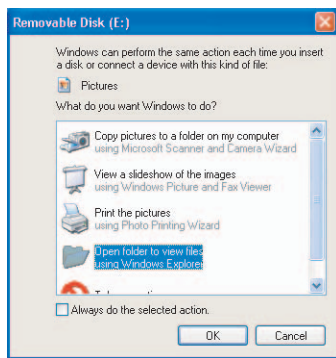 Removable Disk (E:)
Windows can perform the same action each time you insert
a disk or connect a device with this kind of file:
Pictures
What do you want Windows to do?
Copy pictures to a folder on my computer
using Microsoft Scanner and Camera Wizard
View a slideshow of the images
using Windows Picture and Fax Viewer
Print the pictures
using Photo Printing Wizard
Open folder to view files
using Windows Explorer
Always do the selected action.
OK
Cancel